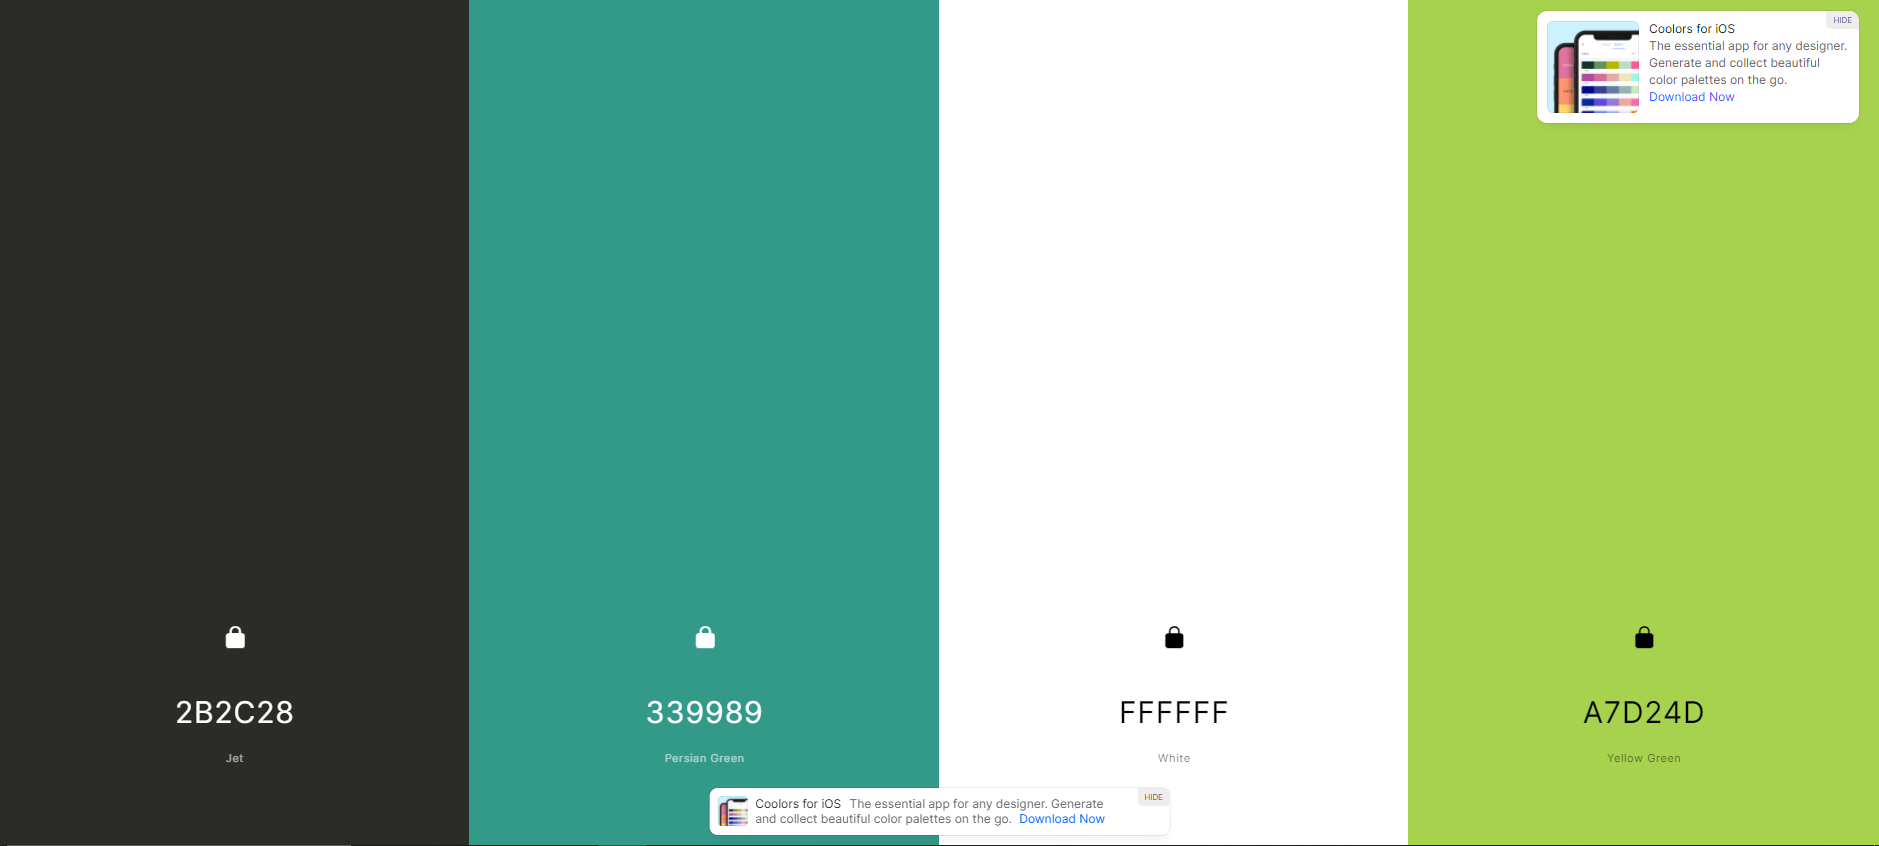 HIDE
Coolors for iOS
The essential app for any designer.
Generate and collect beautiful
color palettes on the go.
Download Now
2B2C28
Jet
339989
Persian Green
FFFFFF
White
A7D24D
Yellow Green
HIDE
Coolors for iOS The essential app for any designer. Generate
and collect beautiful color palettes on the go. Download Now